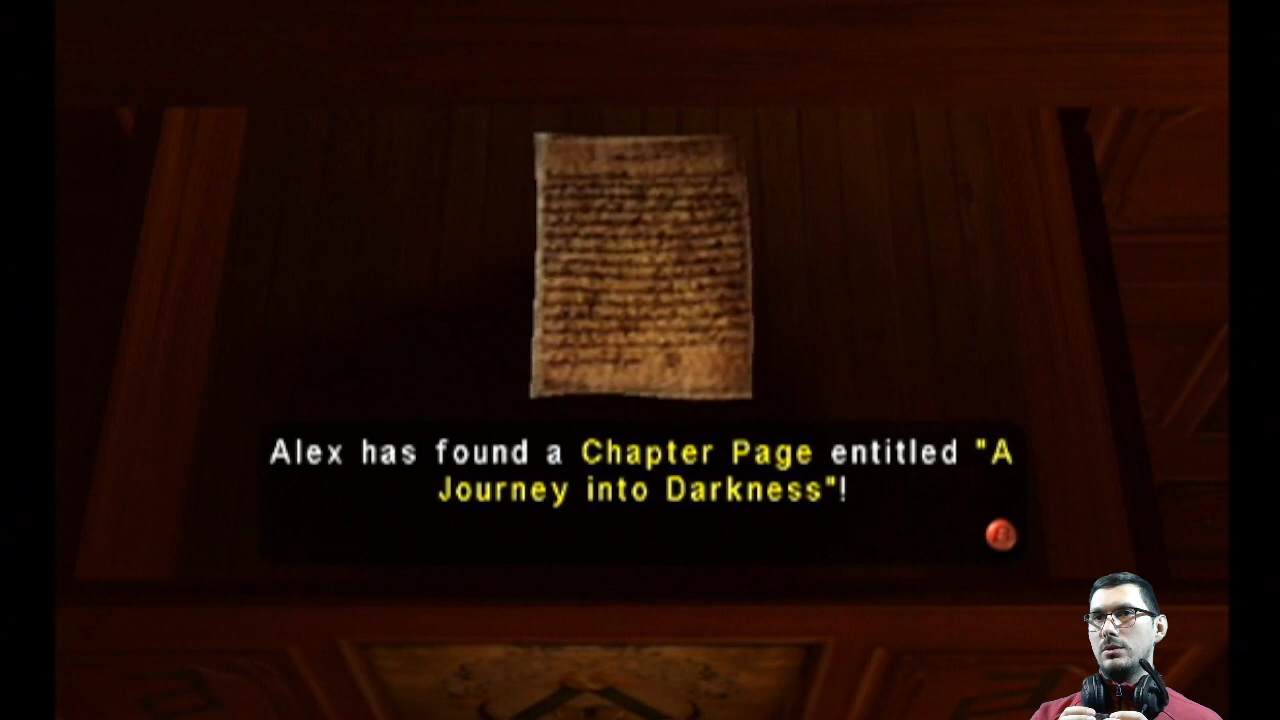 Alex has found a Chapter Page entitled "A
Journey into Darkness"!